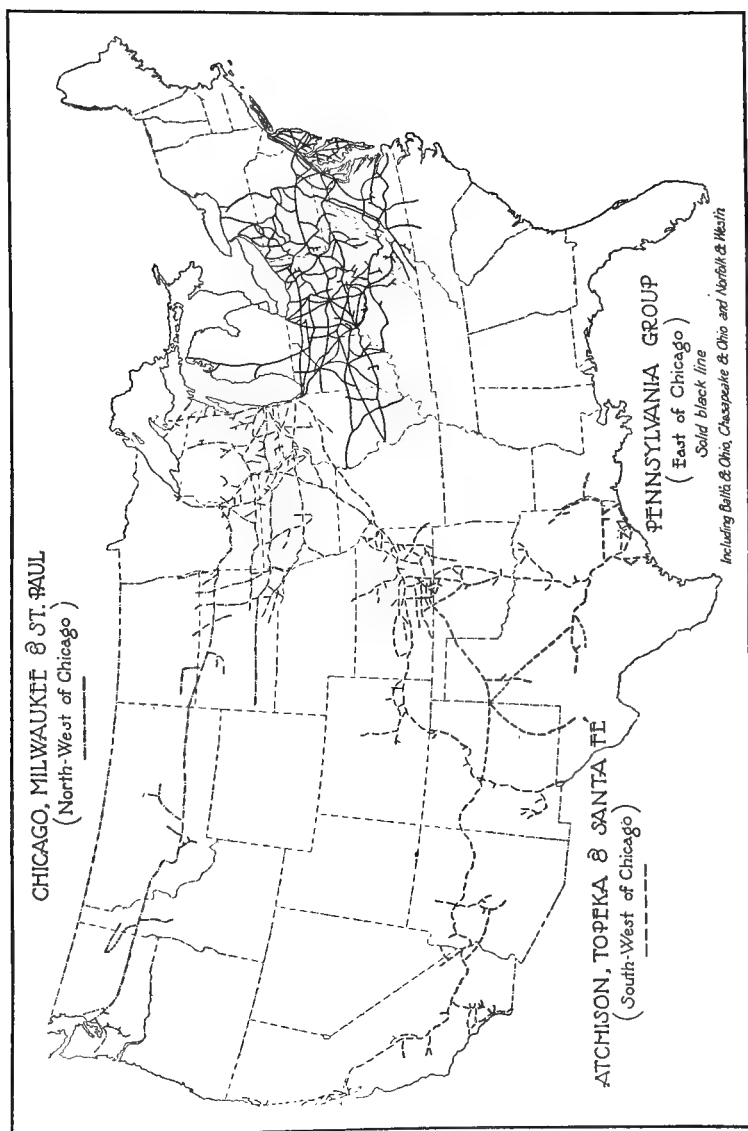 CHICAGO, MILWAUKEE & ST. PAUL
(North-West of Chicago)
ATCHISON, TOPEKA & SANTA FE
(South-West of Chicago)
PENNSYLVANIA GROUP
(East of Chicago)
Solid black line
Including Balt. & Ohio, Chesapeake & Ohio and Norfolk & West'n